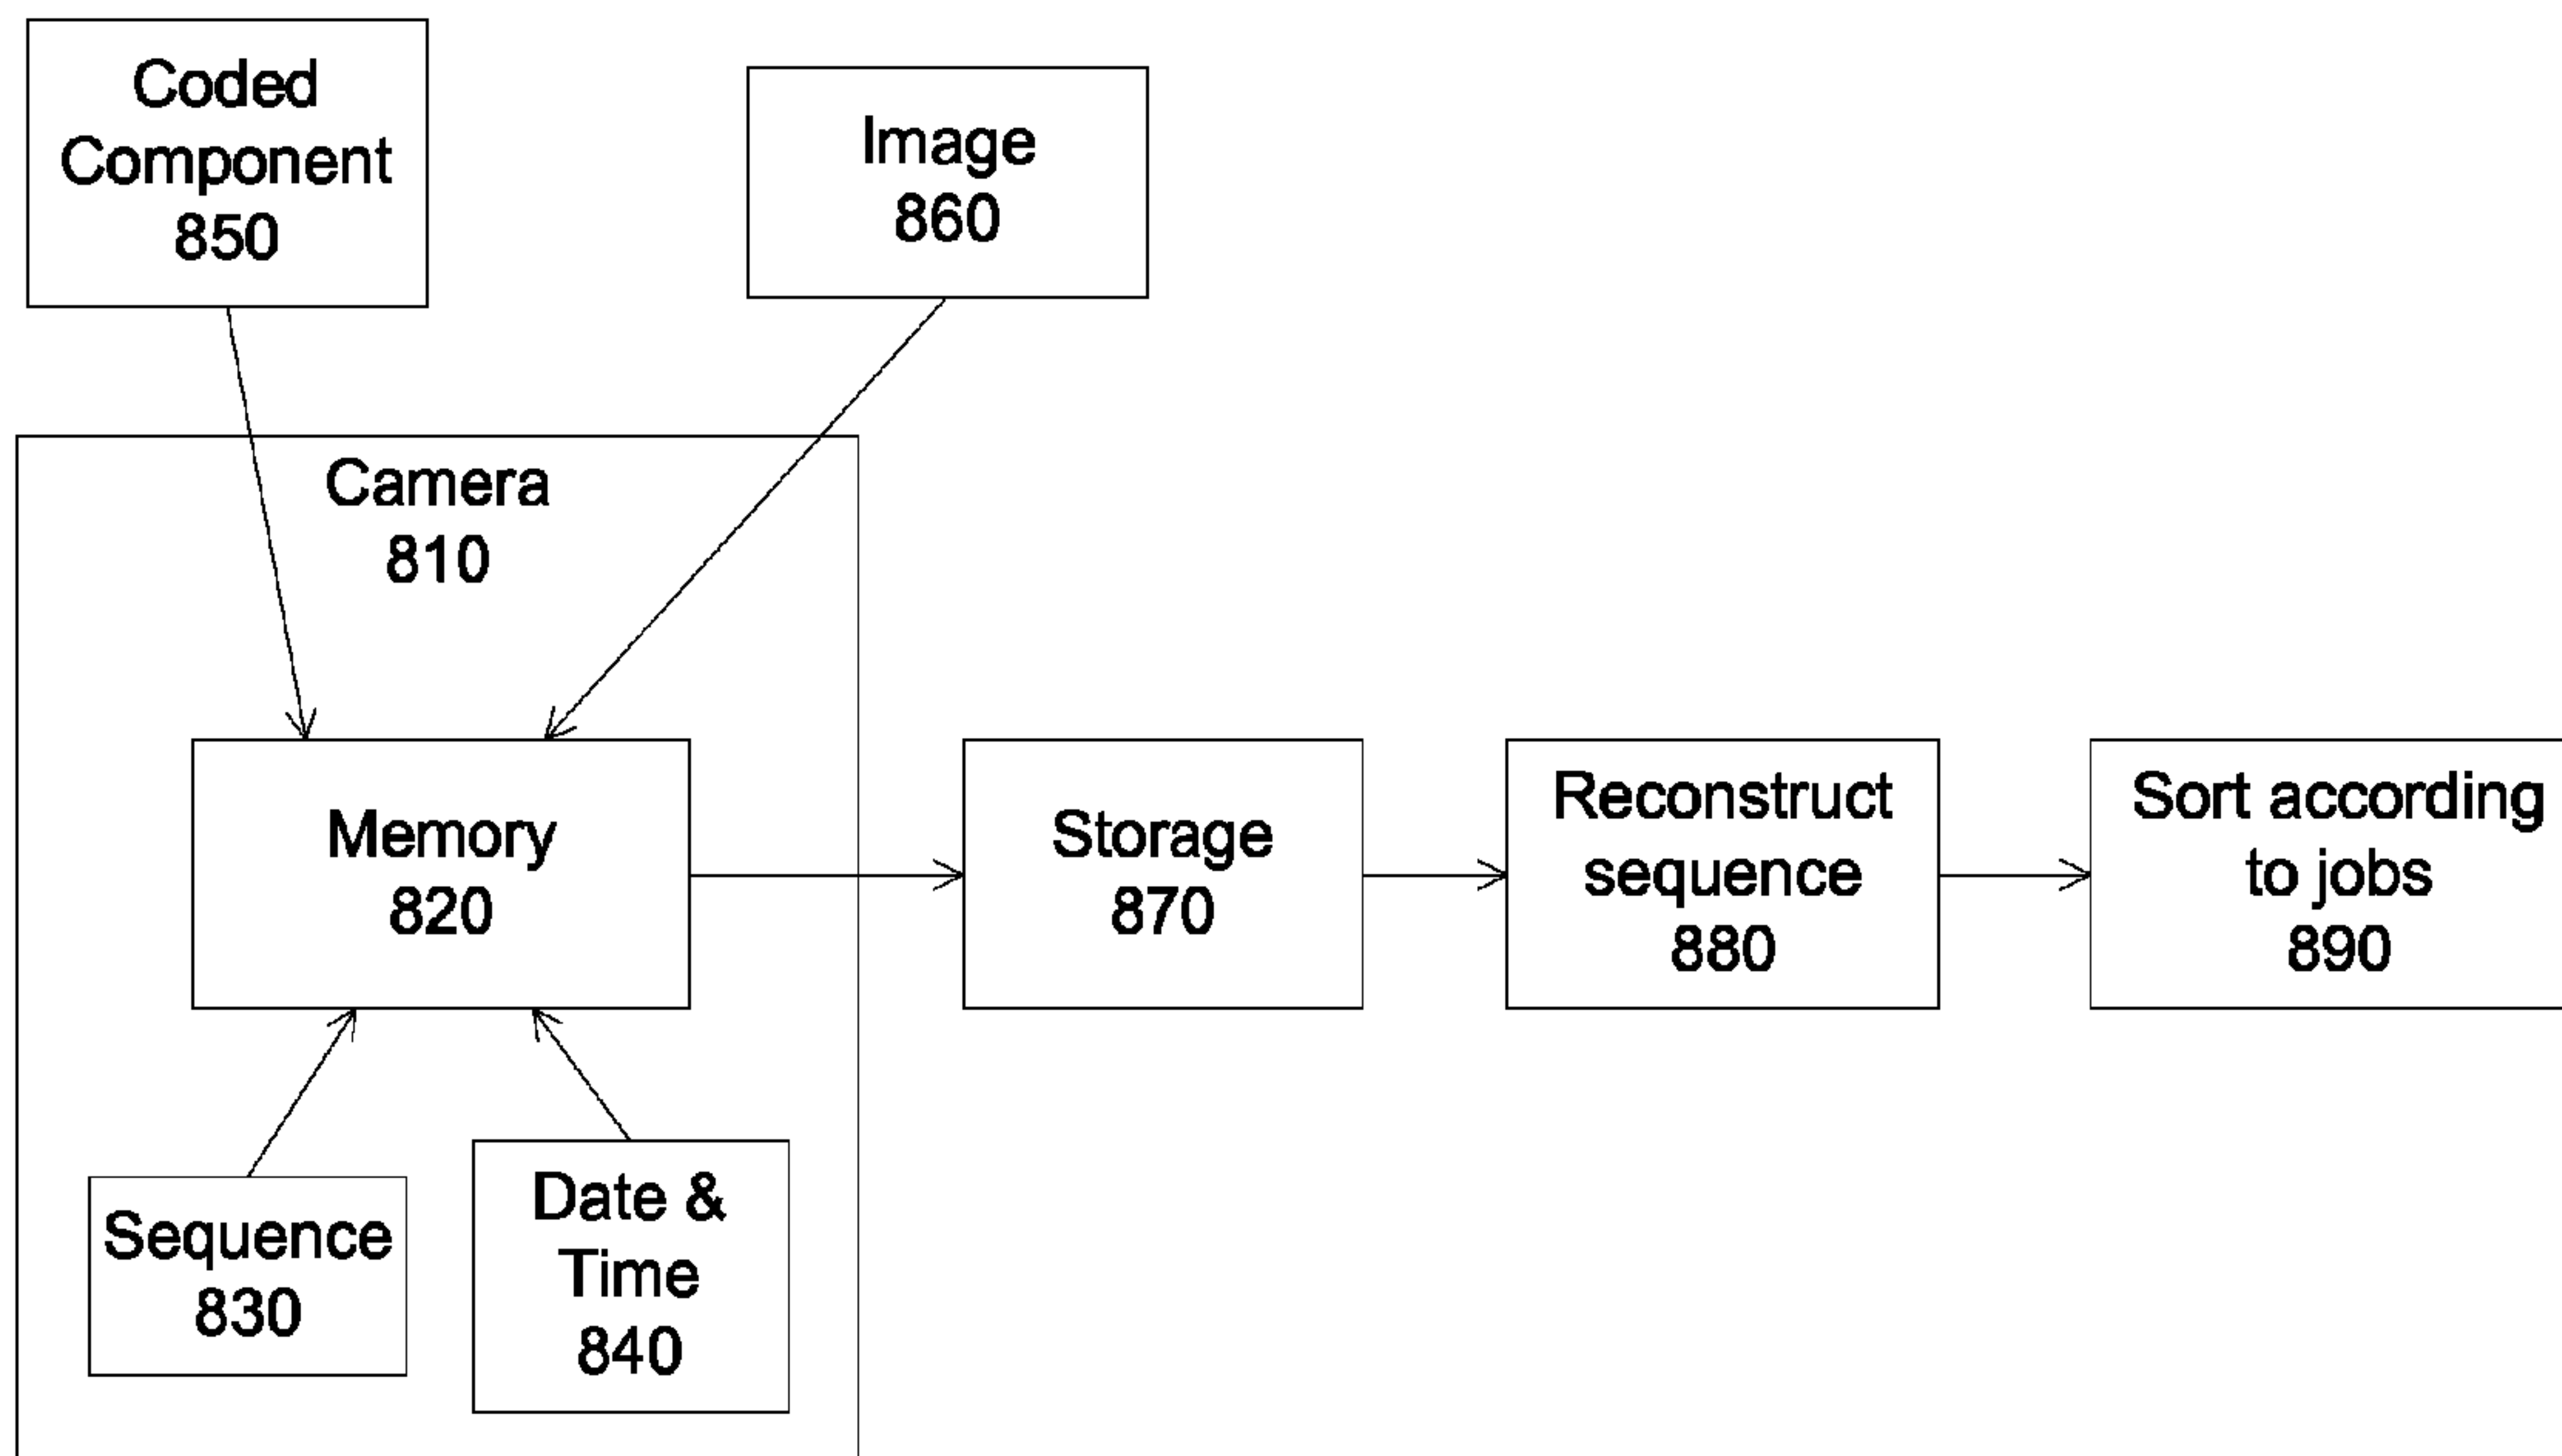 Coded
Component
850
Image
860
Camera
810
Memory
820
Storage
870
Reconstruct
sequence
880
Sort according
to jobs
890
Sequence
830
Date &
Time
840